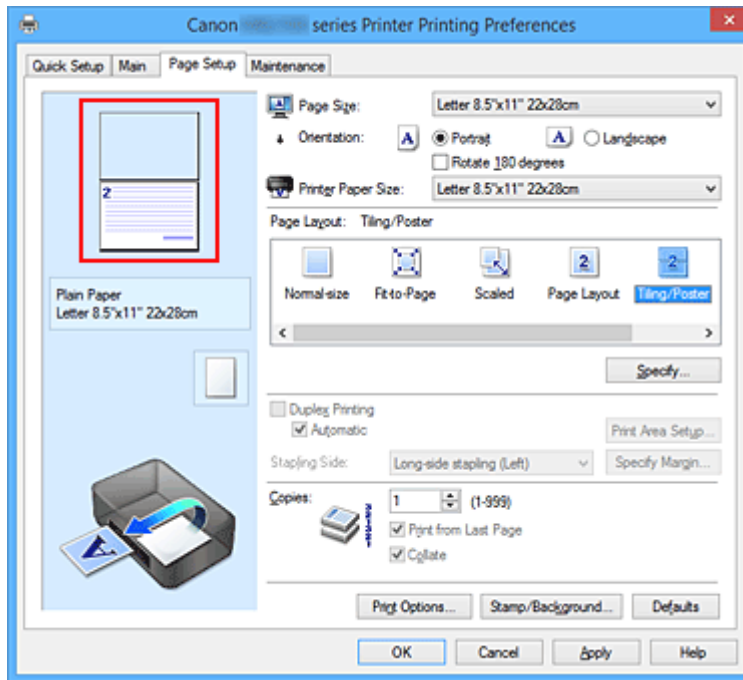 Canon series Printer Printing Preferences
Quick Setup Main Page Setup Maintenance
2
Plain Paper
Letter 8.5"x11" 22x28cm
A
Page Size: Letter 8.5"x11" 22x28cm
Orientation: A Portrait A Landscape
Rotate 180 degrees
Printer Paper Size: Letter 8.5"x11" 22x28cm
Page Layout: Tiling/Poster
2 2
Normal-size Fit-to-Page Scaled Page Layout Tiling/Poster
Specify...
Duplex Printing
Automatic
Print Area Setup...
Stapling Side: Long-side stapling (Left) Specify Margin...
Copies: 1 (1-999)
Print from Last Page
Collate
Print Options... Stamp/Background... Defaults
OK Cancel Apply Help